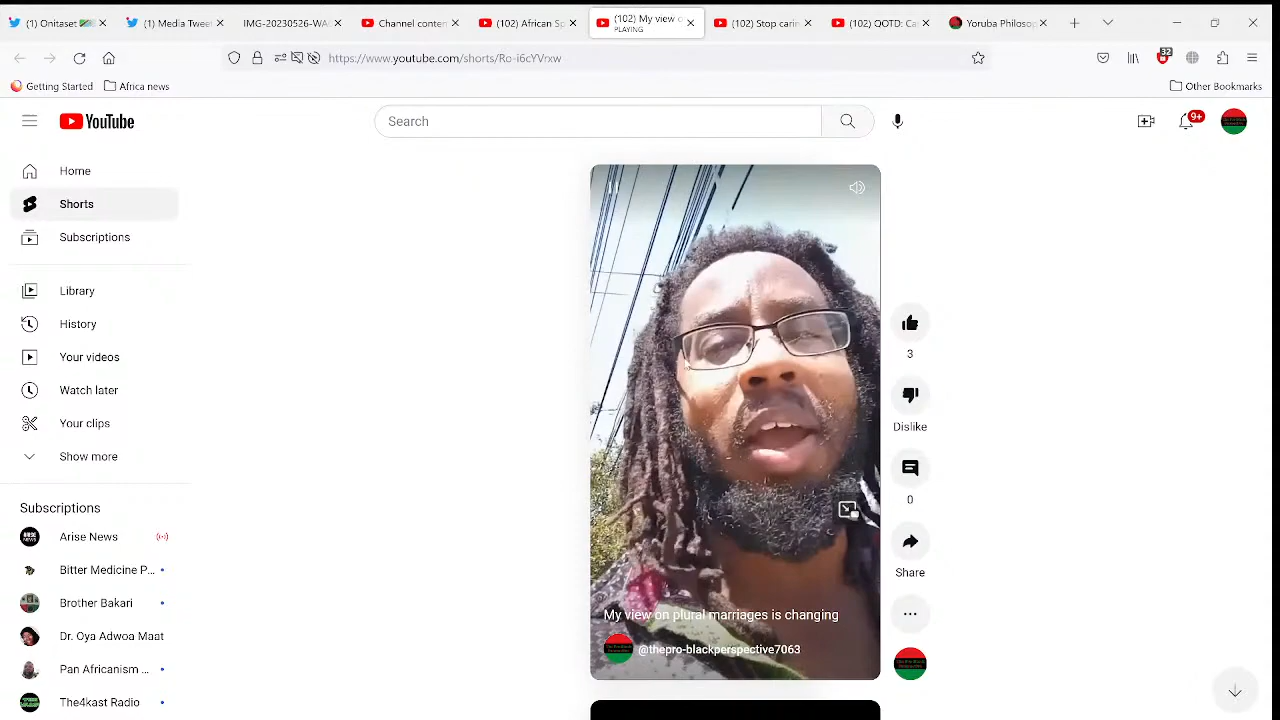 (1) Onitaset
(1) Media Tweet
IMG-20230526-WA
Channel conten
(102) African Sp
(102) My view o
PLAYING
(102) Stop carin
(102) QOTD: Ca
Yoruba Philosop
https://www.youtube.com/shorts/Ro-i6cYVrxw
32
Getting Started
Africa news
Other Bookmarks
YouTube
Search
9+
Home
Shorts
Subscriptions
Library
History
Your videos
Watch later
Your clips
Show more
Subscriptions
Arise News
Bitter Medicine P...
Brother Bakari
Dr. Oya Adwoa Maat
Pan Africanism ...
The4kast Radio
3
Dislike
0
Share
My view on plural marriages is changing
@thepro-blackperspective7063